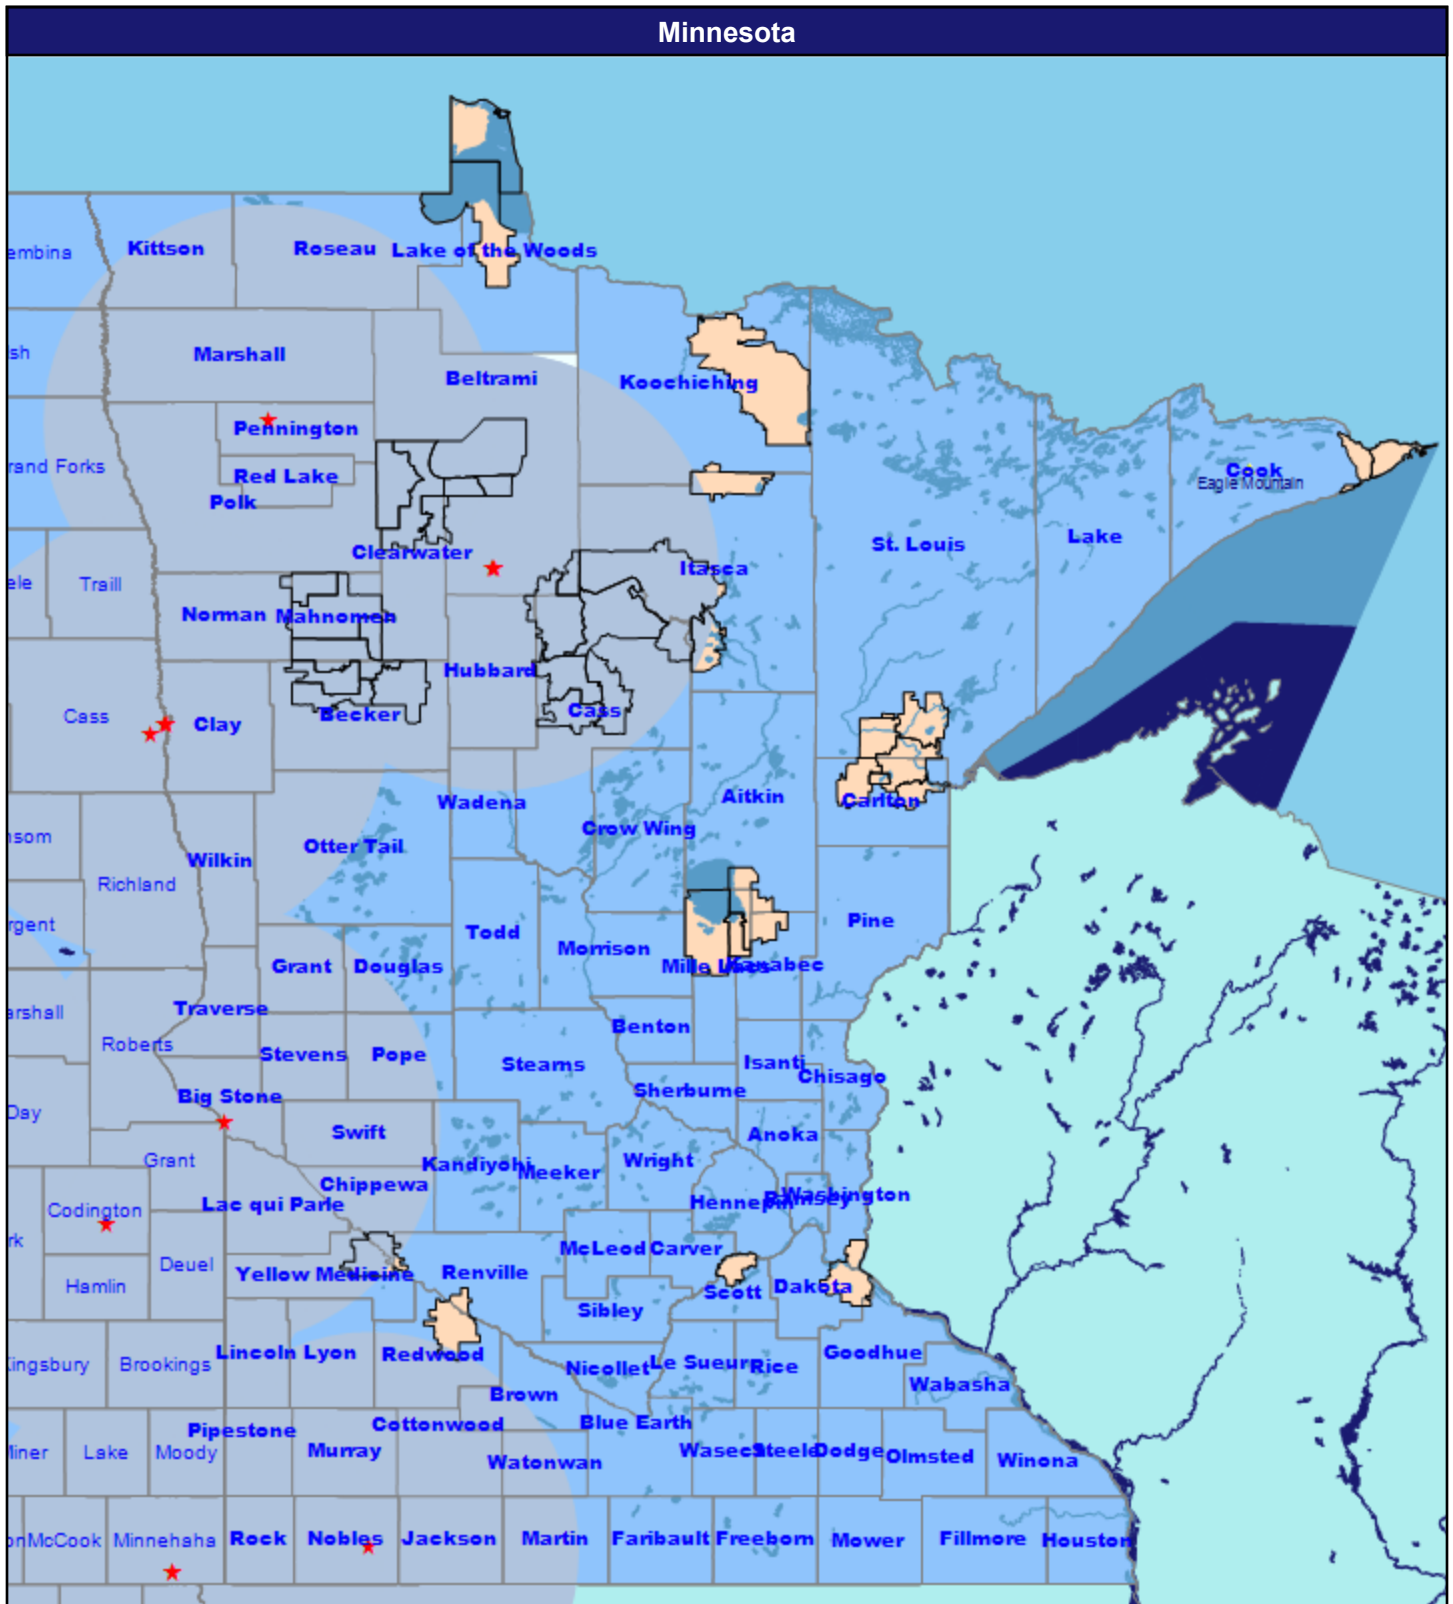 Minnesota
embina
Kittson
Roseau
Lake of the Woods
sh
Marshall
Beltrami
Koochiching
Pennington
rand Forks
Red Lake
Polk
Cook
Eagle Mountain
Clearwater
St. Louis
Lake
Itasca
ele
Traill
Norman
Mahnomen
Hubbard
Cass
Clay
Becker
Cass
Wadena
Aitkin
Carlton
Crow Wing
nsom
Otter Tail
Wilkin
Richland
rgent
Todd
Morrison
Pine
Grant
Douglas
Mille Lacs
Kanabec
Traverse
arshall
Roberts
Benton
Stevens
Pope
Stearns
Isanti
Chisago
Sherburne
Big Stone
Day
Swift
Anoka
Grant
Kandiyohi
Meeker
Wright
Chippewa
Codington
Lac qui Parle
Hennepin
Ramsey
Washington
rk
McLeod
Carver
Deuel
Hamlin
Yellow Medicine
Renville
Scott
Dakota
Sibley
Kingsbury
Brookings
Lincoln
Lyon
Redwood
Nicollet
Le Sueur
Rice
Goodhue
Brown
Wabasha
Pipestone
Cottonwood
Blue Earth
Miner
Lake
Moody
Murray
Watonwan
Waseca
Steele
Dodge
Olmsted
Winona
on
McCook
Minnehaha
Rock
Nobles
Jackson
Martin
Faribault
Freeborn
Mower
Fillmore
Houston